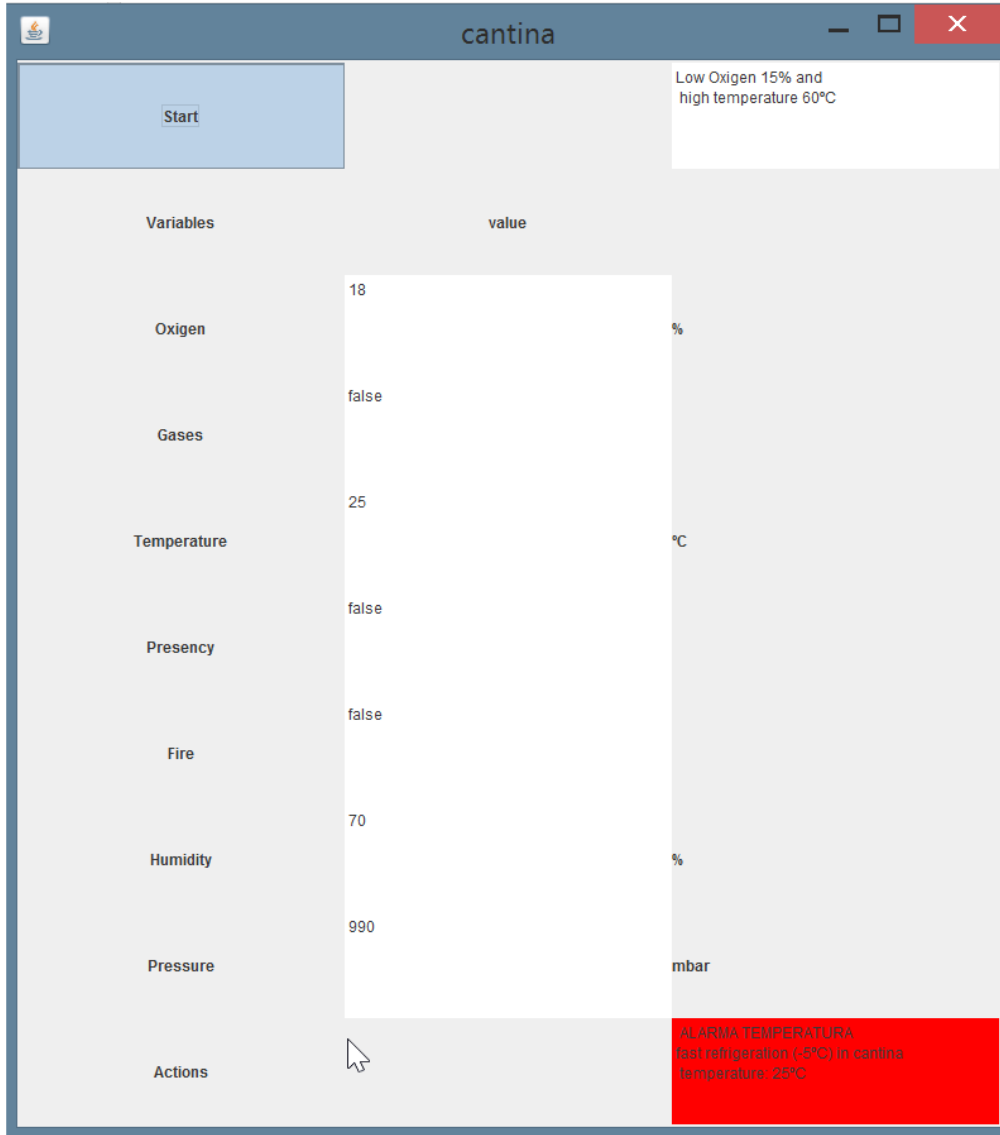 cantina
Start
Low Oxigen 15% and
high temperature 60ºC
Variables value
18
Oxigen %
false
Gases
25
Temperature ºC
false
Presency
false
Fire
70
Humidity %
990
Pressure mbar
ALARMA TEMPERATURA
fast refrigeration (-5ºC) in cantina
temperature: 25ºC
Actions